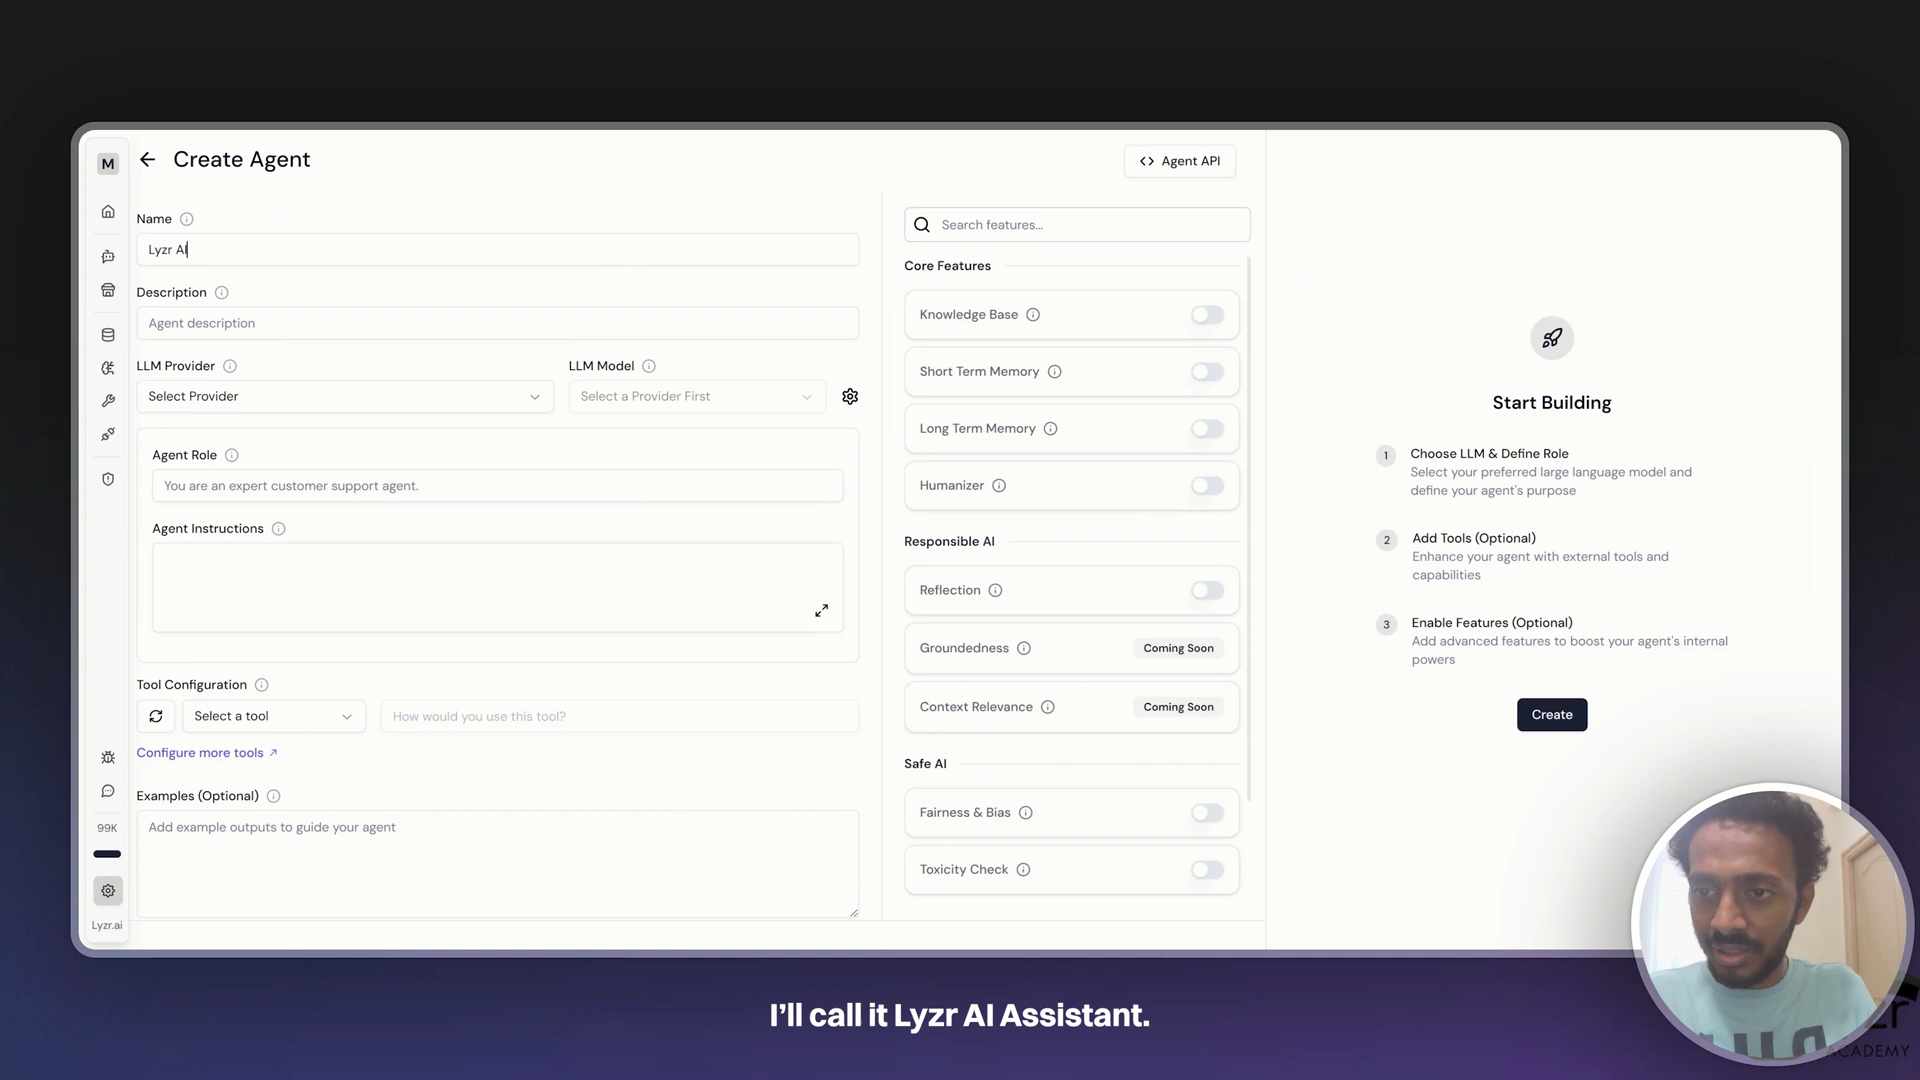 M
Create Agent
Agent API
Name
Lyzr AI
Description
Agent description
LLM Provider
LLM Model
Select Provider
Select a Provider First
Agent Role
You are an expert customer support agent.
Agent Instructions
Tool Configuration
Select a tool
How would you use this tool?
Configure more tools
Examples (Optional)
Add example outputs to guide your agent
99K
Lyzr.ai
Search features...
Core Features
Knowledge Base
Short Term Memory
Long Term Memory
Humanizer
Responsible AI
Reflection
Groundedness
Coming Soon
Context Relevance
Coming Soon
Safe AI
Fairness & Bias
Toxicity Check
Start Building
1
Choose LLM & Define Role
Select your preferred large language model and
define your agent's purpose
2
Add Tools (Optional)
Enhance your agent with external tools and
capabilities
3
Enable Features (Optional)
Add advanced features to boost your agent's internal
powers
Create
I'll call it Lyzr AI Assistant.
ACADEMY